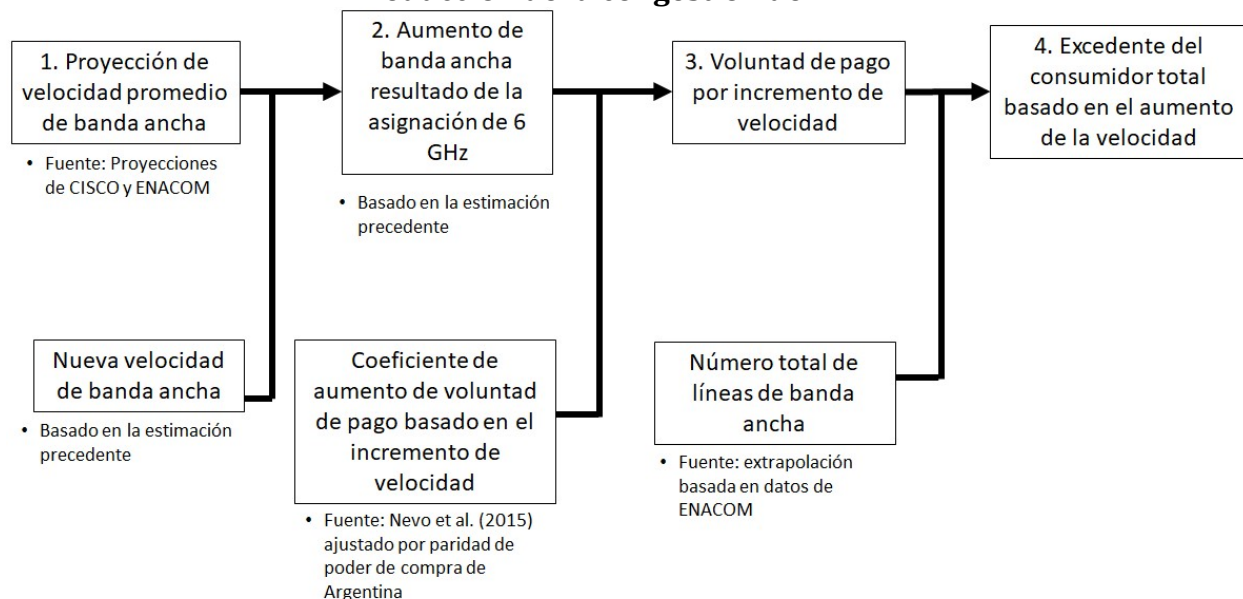 1. Proyección de
velocidad promedio
de banda ancha
• Fuente: Proyecciones
de CISCO y ENACOM
2. Aumento de
banda ancha
resultado de la
asignación de 6
GHz
• Basado en la estimación
precedente
3. Voluntad de pago
por incremento de
velocidad
4. Excedente del
consumidor total
basado en el aumento
de la velocidad
Nueva velocidad
de banda ancha
• Basado en la estimación
precedente
Coeficiente de
aumento de voluntad
de pago basado en el
incremento de
velocidad
• Fuente: Nevo et al. (2015)
ajustado por paridad de
poder de compra de
Argentina
Número total de
líneas de banda
ancha
• Fuente: extrapolación
basada en datos de
ENACOM